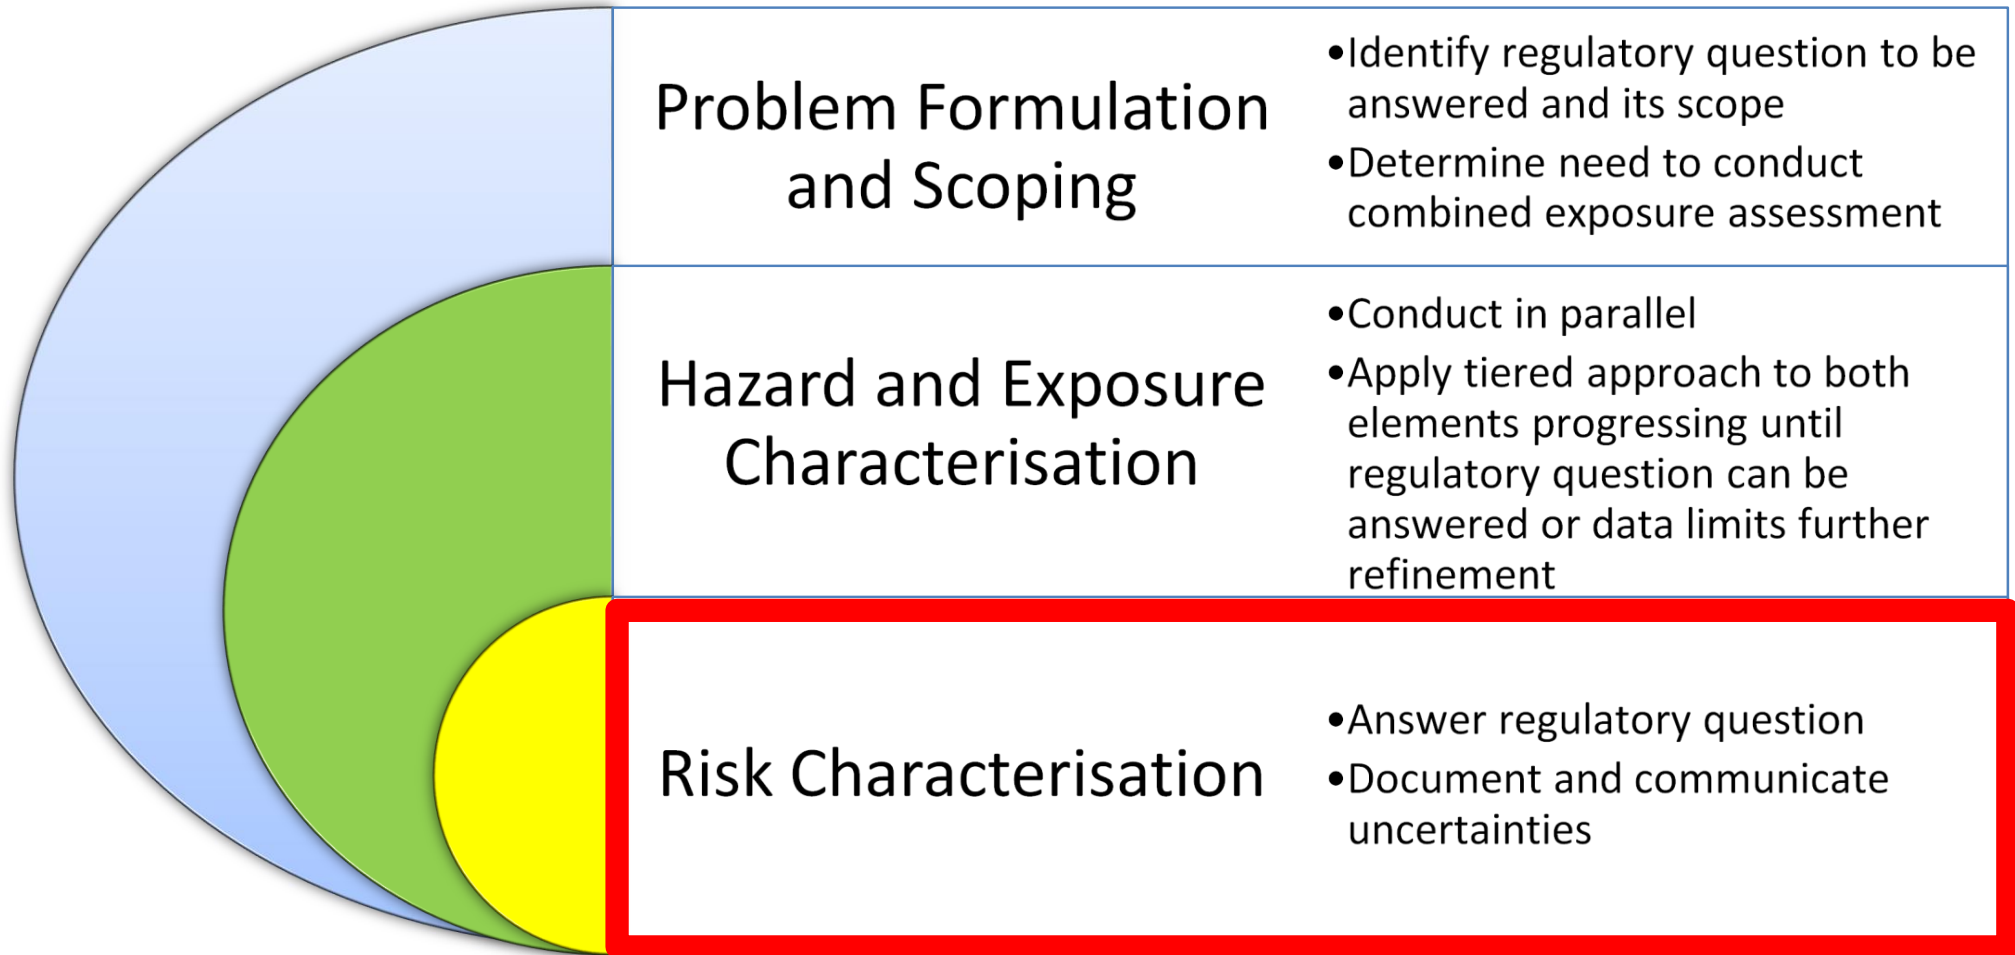 Problem Formulation
and Scoping
•Identify regulatory question to be
answered and its scope
•Determine need to conduct
combined exposure assessment
Hazard and Exposure
Characterisation
•Conduct in parallel
•Apply tiered approach to both
elements progressing until
regulatory question can be
answered or data limits further
refinement
Risk Characterisation
•Answer regulatory question
•Document and communicate
uncertainties